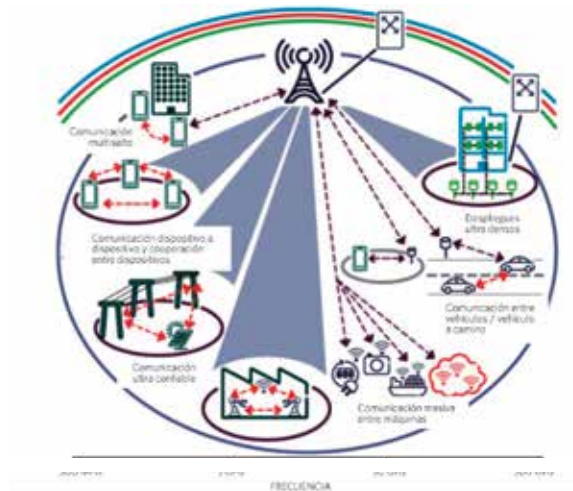 Comunicación
multisalto
Comunicación dispositivo a
dispositivo y cooperación
entre dispositivos
Despliegues
ultra densos
Comunicación entre
vehículos / vehículo
a camino
Comunicación
ultra confiable
Comunicación masiva
entre máquinas
FRECUENCIA